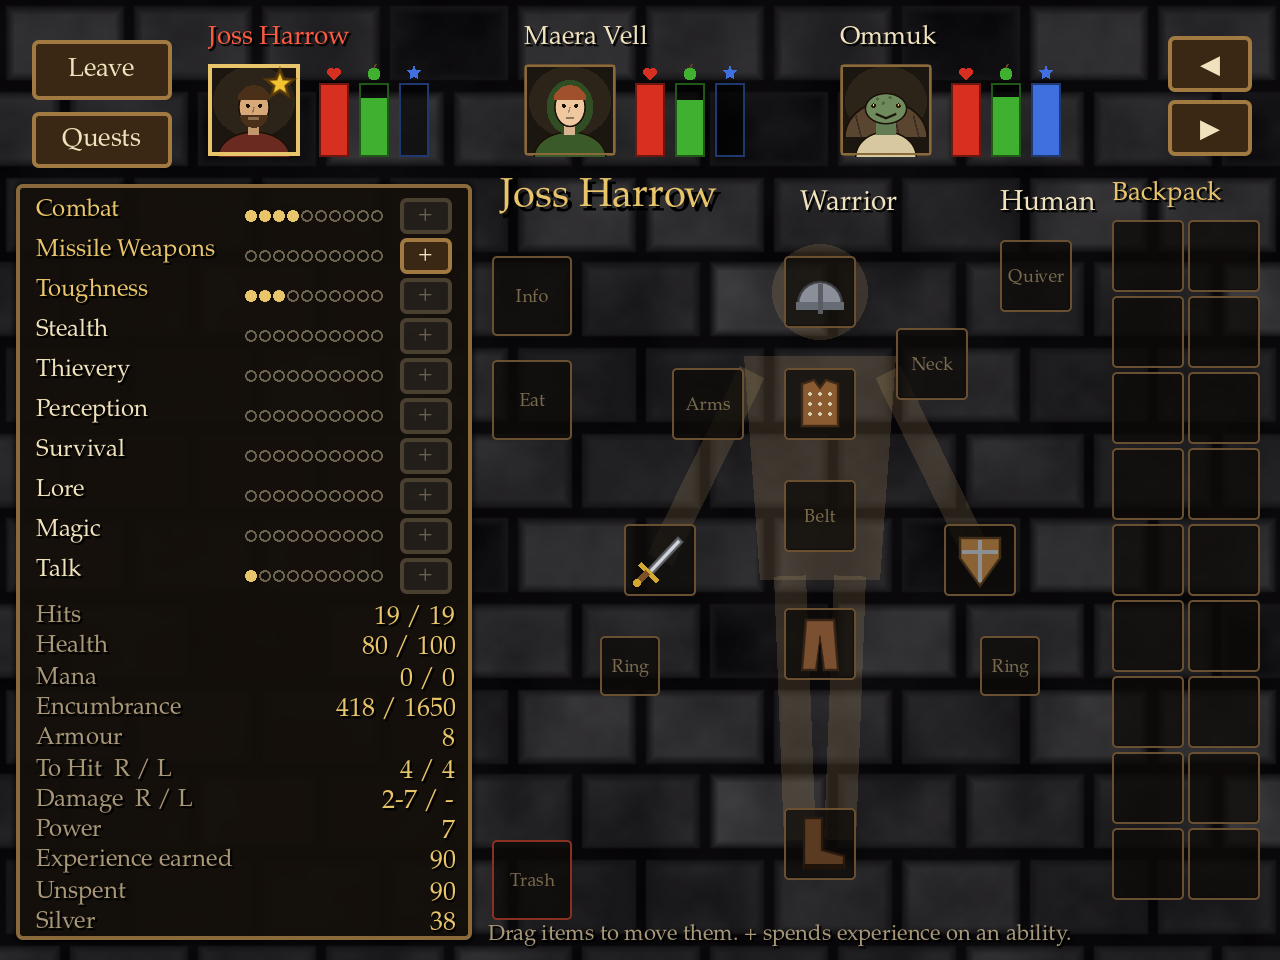 Leave
Quests
Joss Harrow
Maera Vell
Ommuk
◀
▶
Joss Harrow
Warrior
Human
Backpack
Combat +
Missile Weapons +
Toughness +
Stealth +
Thievery +
Perception +
Survival +
Lore +
Magic +
Talk +
Hits 19 / 19
Health 80 / 100
Mana 0 / 0
Encumbrance 418 / 1650
Armour 8
To Hit R / L 4 / 4
Damage R / L 2-7 / -
Power 7
Experience earned 90
Unspent 90
Silver 38
Info
Eat
Quiver
Neck
Arms
Belt
Ring
Ring
Trash
Drag items to move them. + spends experience on an ability.